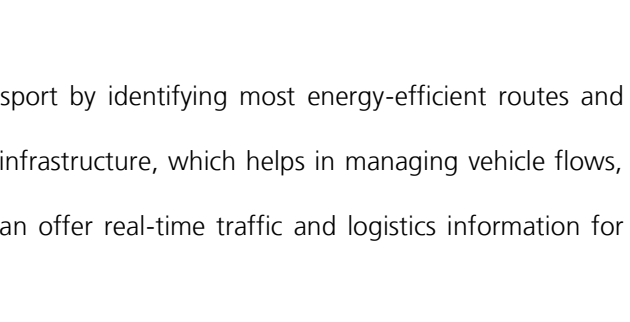 sport by identifying most energy-efficient routes and
infrastructure, which helps in managing vehicle flows,
an offer real-time traffic and logistics information for